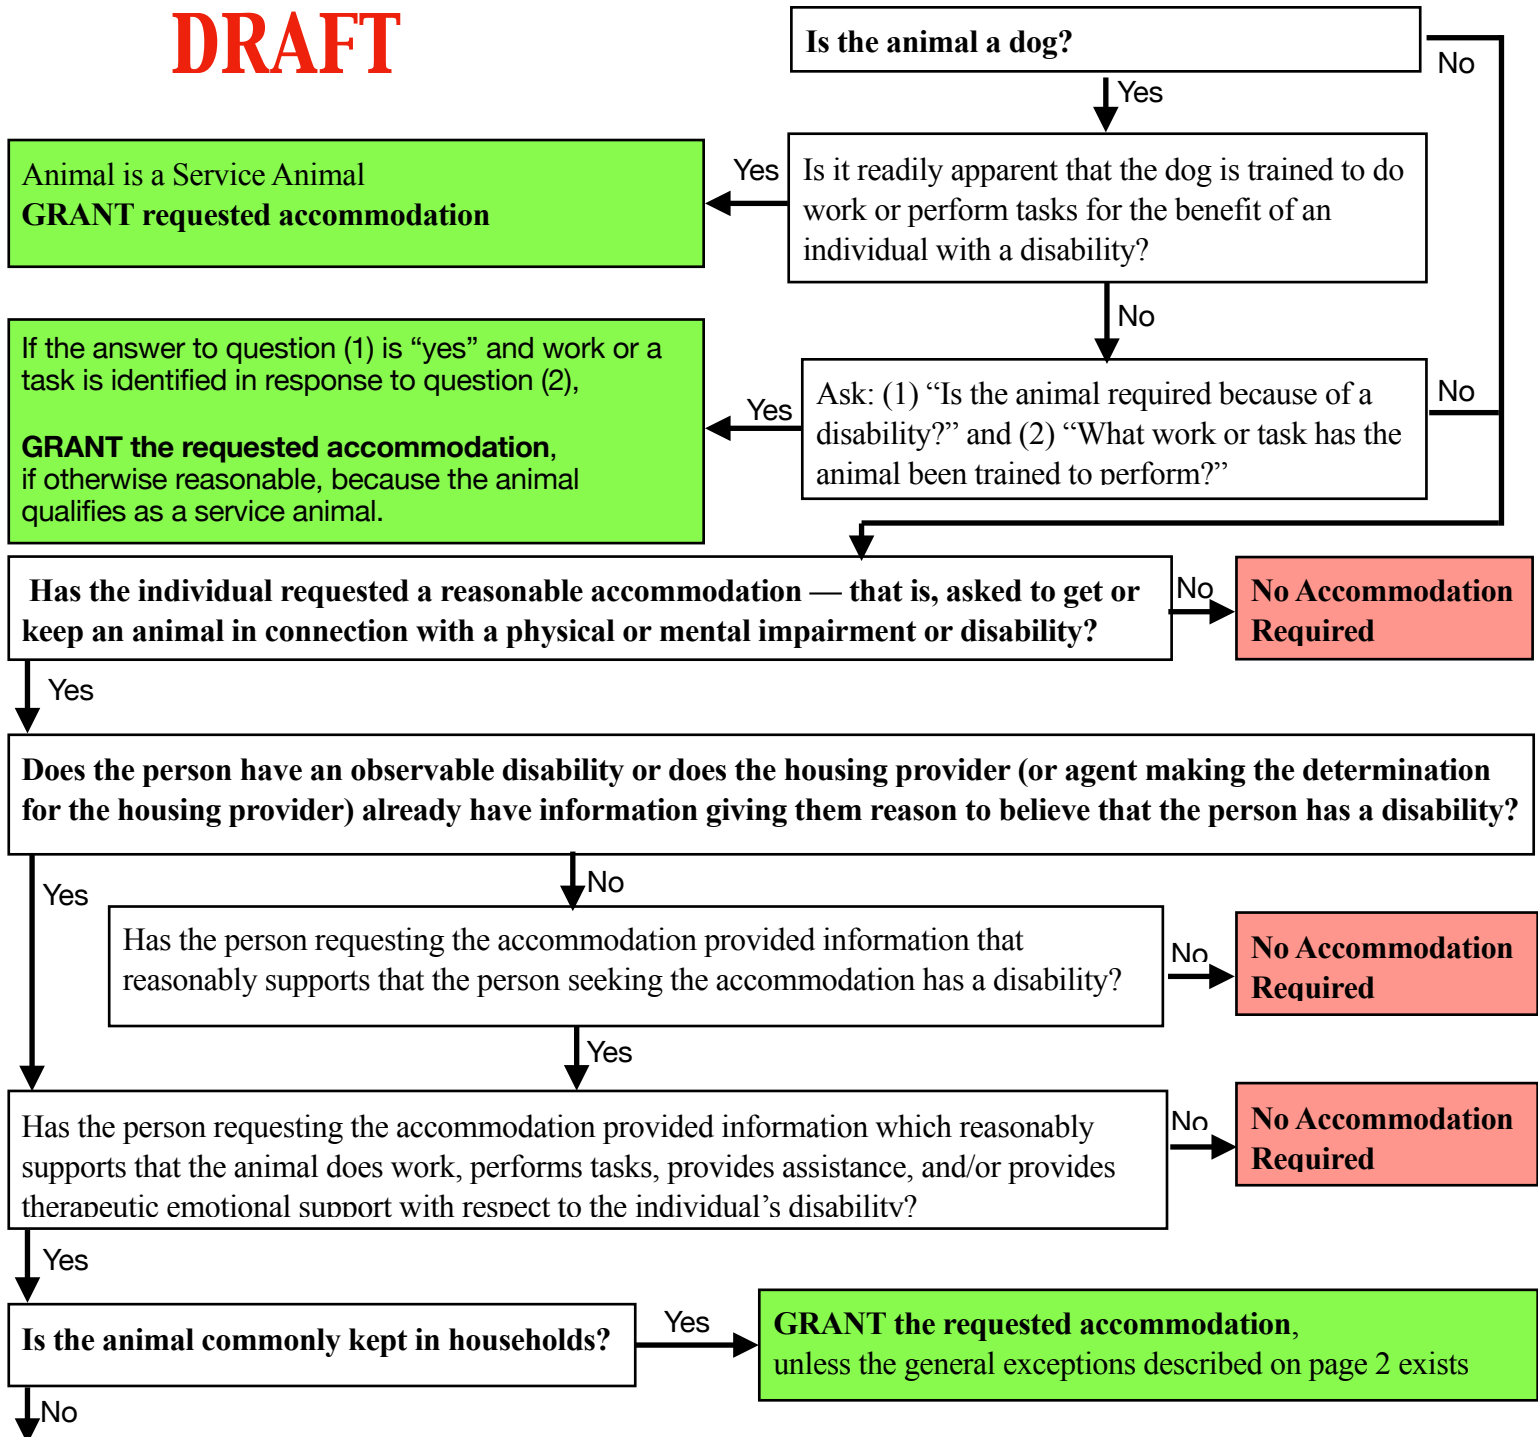 DRAFT
Is the animal a dog?
No
Yes
Animal is a Service Animal
GRANT requested accommodation
Yes
Is it readily apparent that the dog is trained to do
work or perform tasks for the benefit of an
individual with a disability?
No
If the answer to question (1) is “yes” and work or a
task is identified in response to question (2),
GRANT the requested accommodation,
if otherwise reasonable, because the animal
qualifies as a service animal.
Yes
Ask: (1) “Is the animal required because of a
disability?” and (2) “What work or task has the
animal been trained to perform?”
No
Has the individual requested a reasonable accommodation — that is, asked to get or
keep an animal in connection with a physical or mental impairment or disability?
No
No Accommodation
Required
Yes
Does the person have an observable disability or does the housing provider (or agent making the determination
for the housing provider) already have information giving them reason to believe that the person has a disability?
Yes
No
Has the person requesting the accommodation provided information that
reasonably supports that the person seeking the accommodation has a disability?
No
No Accommodation
Required
Yes
Has the person requesting the accommodation provided information which reasonably
supports that the animal does work, performs tasks, provides assistance, and/or provides
therapeutic emotional support with respect to the individual’s disability?
No
No Accommodation
Required
Yes
Is the animal commonly kept in households?
Yes
GRANT the requested accommodation,
unless the general exceptions described on page 2 exists
No